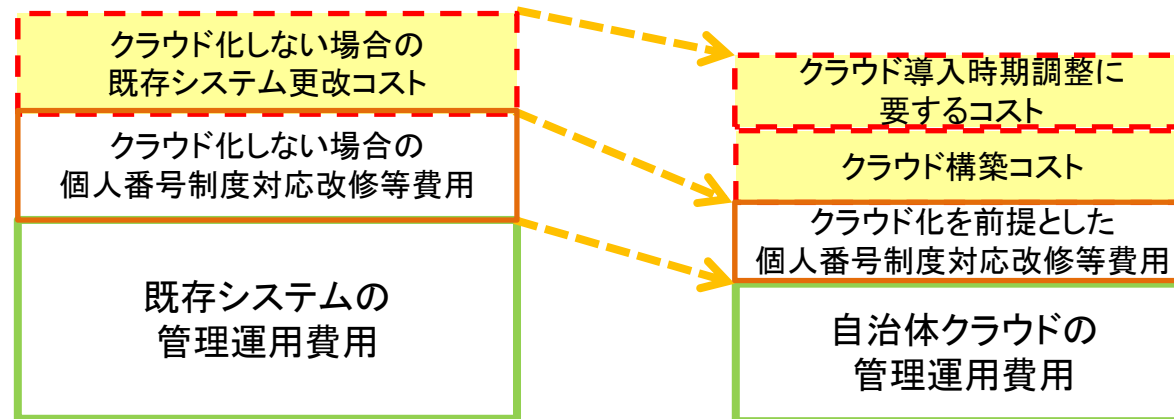 クラウド化しない場合の
既存システム更改コスト
クラウド化しない場合の
個人番号制度対応改修等費用
既存システムの
管理運用費用
クラウド導入時期調整に
要するコスト
クラウド構築コスト
クラウド化を前提とした
個人番号制度対応改修等費用
自治体クラウドの
管理運用費用